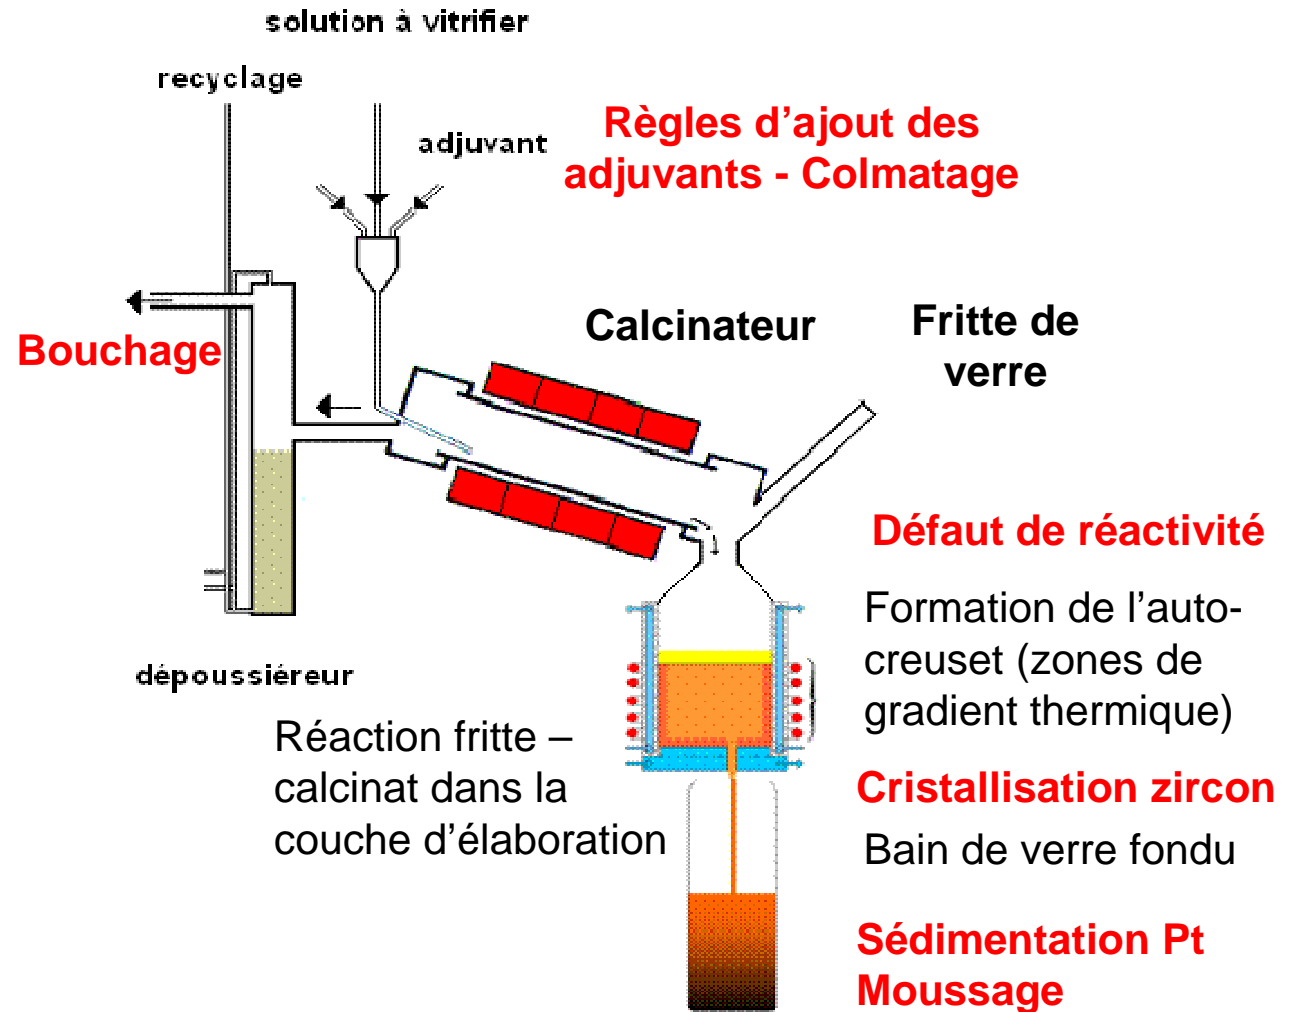 solution à vitrifier
recyclage
adjuvant
Règles d’ajout des
adjuvants - Colmatage
Bouchage
Calcinateur
Fritte de
verre
Défaut de réactivité
Formation de l’auto-
creuset (zones de
gradient thermique)
dépoussiéreur
Réaction fritte –
calcinat dans la
couche d’élaboration
Cristallisation zircon
Bain de verre fondu
Sédimentation Pt
Moussage